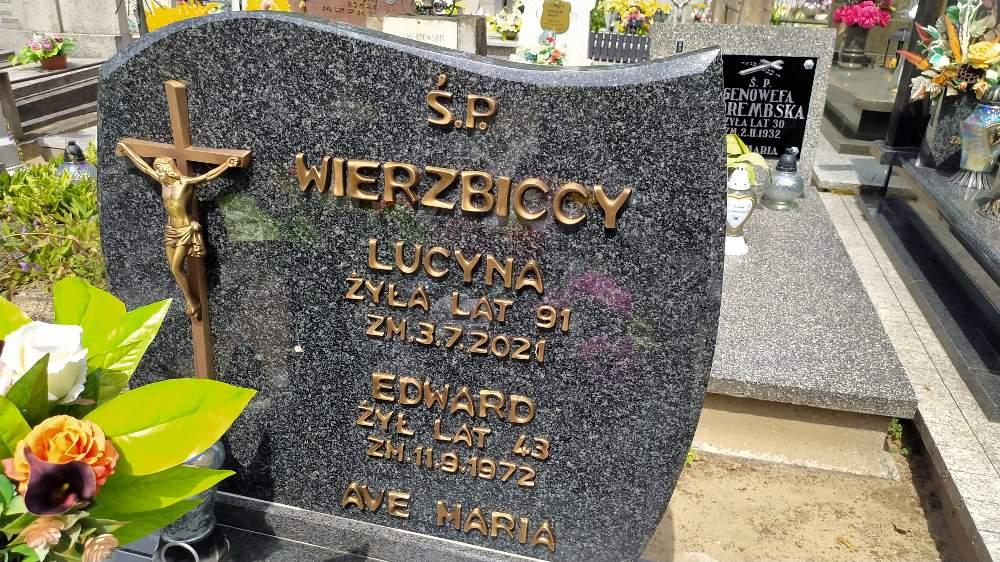 Ś.P.
WIERZBICCY
LUCYNA
ŻYŁA LAT 91
ZM.3.7.2021
EDWARD
ŻYŁ LAT 43
ZM 11.9.1972
AVE MARIA
Ś. P.
GENOWEFA
REMBSKA
ŻYŁA LAT 30
ZM. 2.II.1932
MARIA